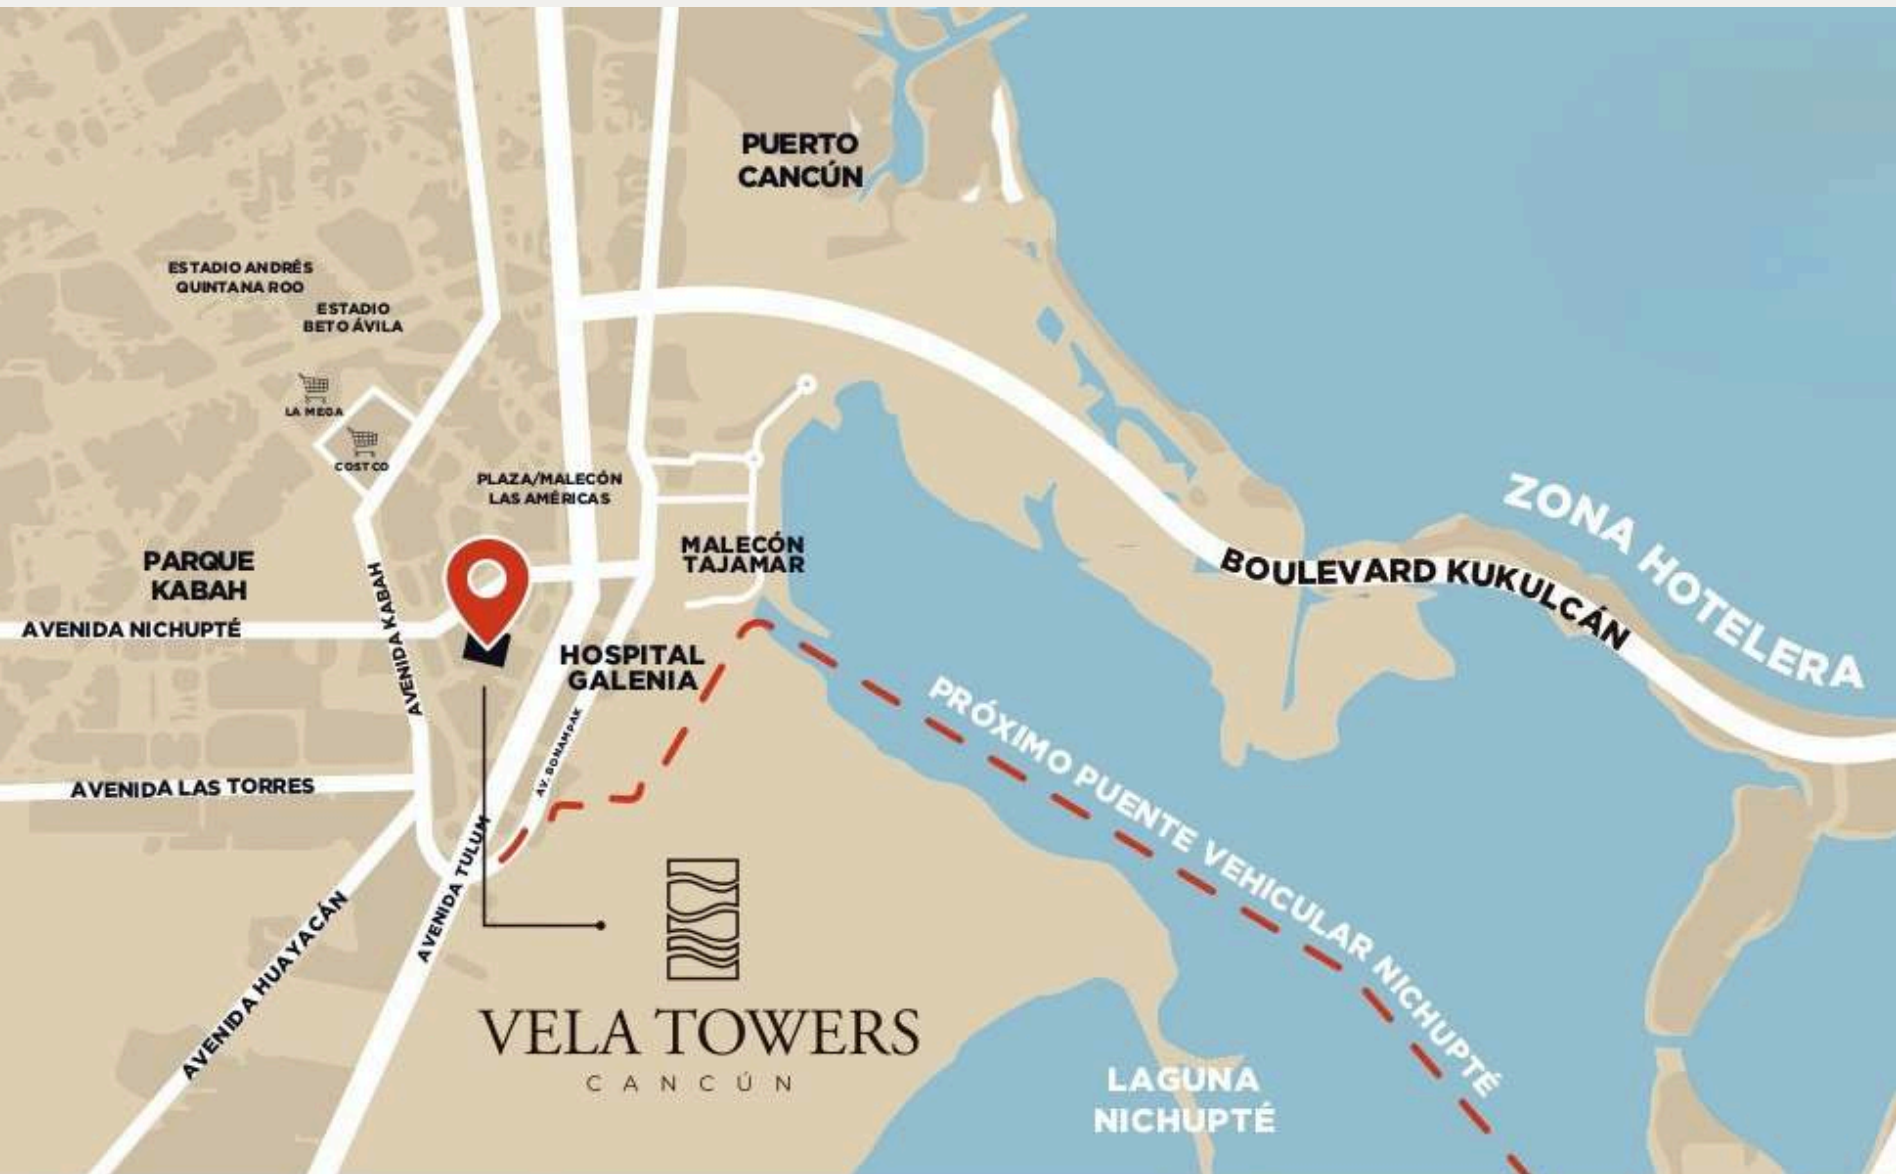 PUERTO
CANCÚN
ESTADIO ANDRÉS
QUINTANA ROO
ESTADIO
BETO ÁVILA
LA MEGA
COSTCO
PLAZA/MALECÓN
LAS AMÉRICAS
ZONA HOTELERA
MALECÓN
TAJAMAR
BOULEVARD KUKULCÁN
PARQUE
KABAH
AVENIDA NICHUPTÉ
AVENIDA KABAH
HOSPITAL
GALENIA
AV. BONAMPAK
PRÓXIMO PUENTE VEHICULAR NICHUPTÉ
AVENIDA LAS TORRES
AVENIDA TULUM
AVENIDA HUAYACÁN
VELA TOWERS
CANCÚN
LAGUNA
NICHUPTÉ